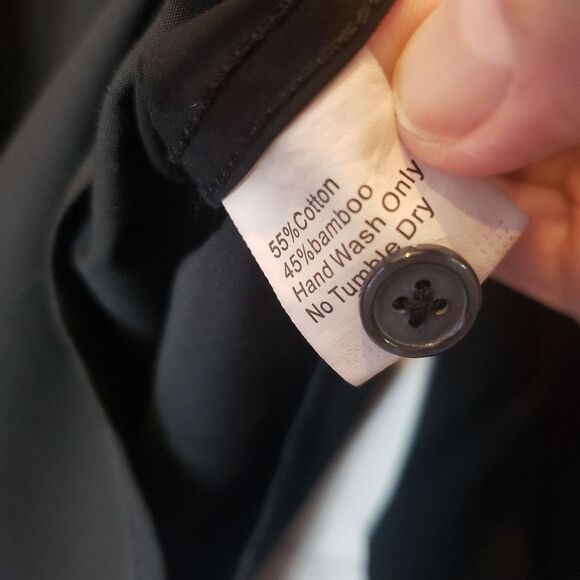 55%Cotton
45%bamboo
Hand Wash Only
No Tumble Dry